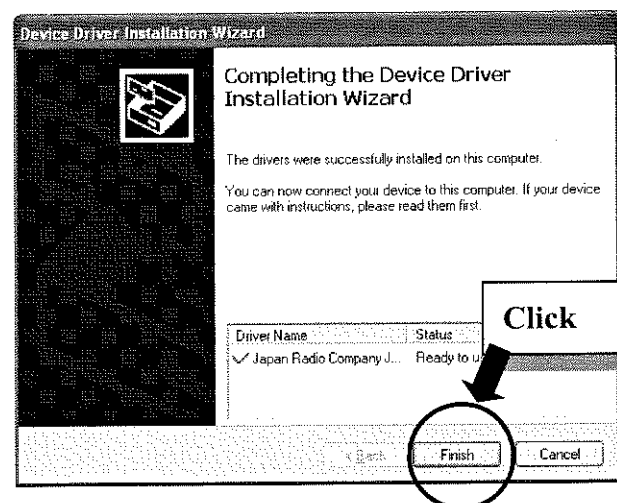 Device Driver Installation Wizard
Completing the Device Driver
Installation Wizard
The drivers were successfully installed on this computer.
You can now connect your device to this computer. If your device
came with instructions, please read them first.
Click
Driver Name Status
Japan Radio Company J... Ready to u
< Back Finish Cancel